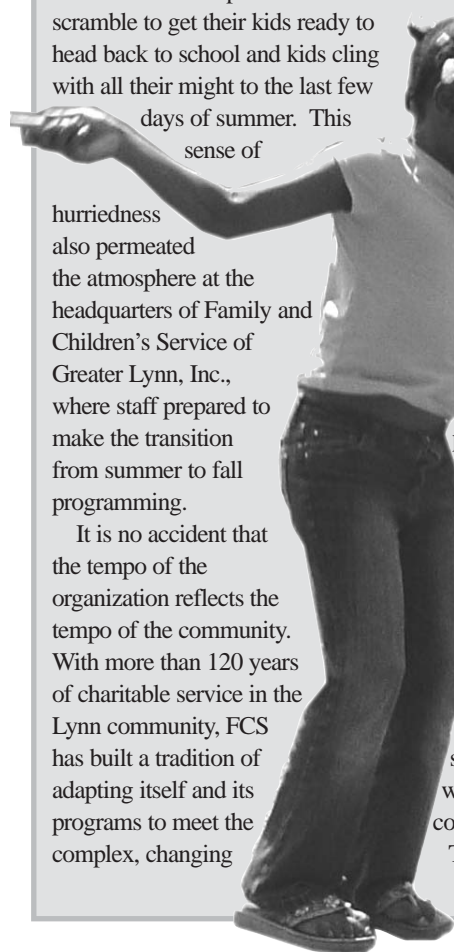 scramble to get their kids ready to
head back to school and kids cling
with all their might to the last few
days of summer. This
sense of
hurriedness
also permeated
the atmosphere at the
headquarters of Family and
Children’s Service of
Greater Lynn, Inc.,
where staff prepared to
make the transition
from summer to fall
programming.
It is no accident that
the tempo of the
organization reflects the
tempo of the community.
With more than 120 years
of charitable service in the
Lynn community, FCS
has built a tradition of
adapting itself and its
programs to meet the
complex, changing